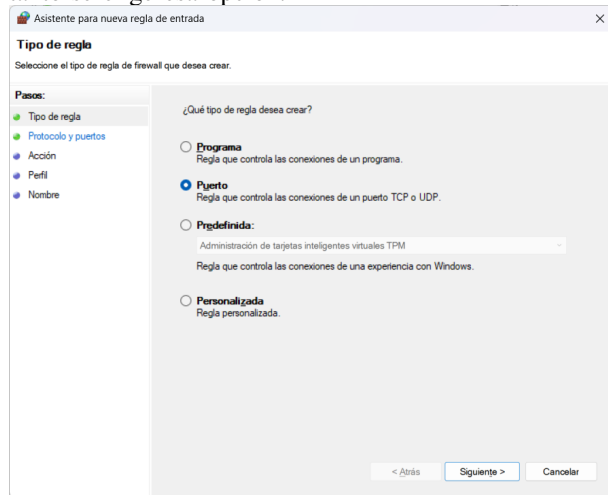 Asistente para nueva regla de entrada
Tipo de regla
Seleccione el tipo de regla de firewall que desea crear.
Pasos:
Tipo de regla
Protocolo y puertos
Acción
Perfil
Nombre
¿Qué tipo de regla desea crear?
Programa
Regla que controla las conexiones de un programa.
Puerto
Regla que controla las conexiones de un puerto TCP o UDP.
Predefinida:
Administración de tarjetas inteligentes virtuales TPM
Regla que controla las conexiones de una experiencia con Windows.
Personalizada
Regla personalizada.
< Atrás
Siguiente >
Cancelar